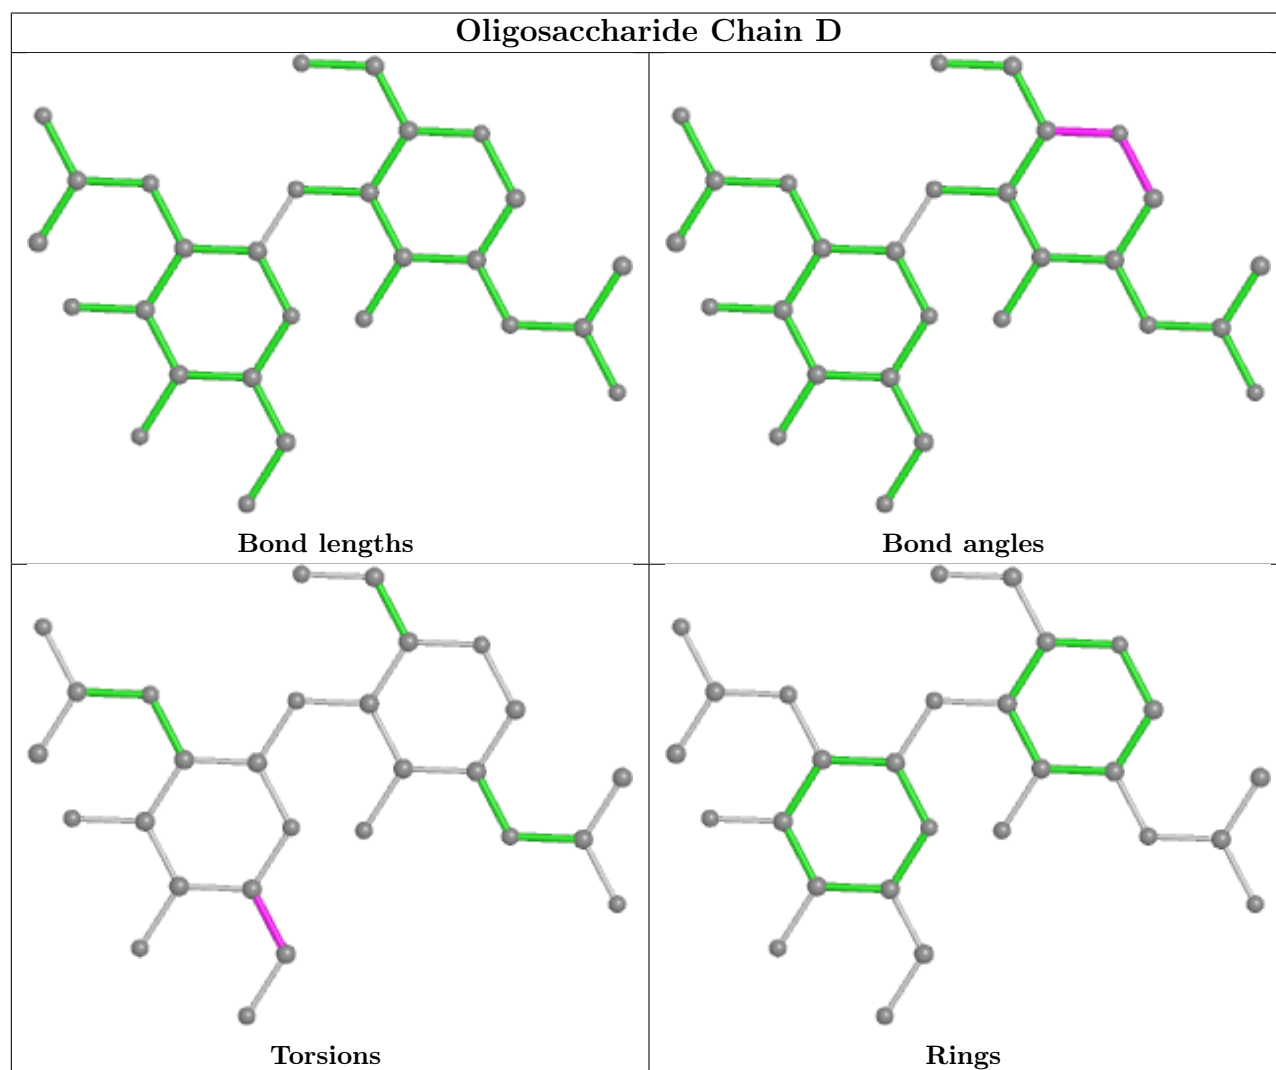 Oligosaccharide Chain D
Bond lengths
Bond angles
Torsions
Rings